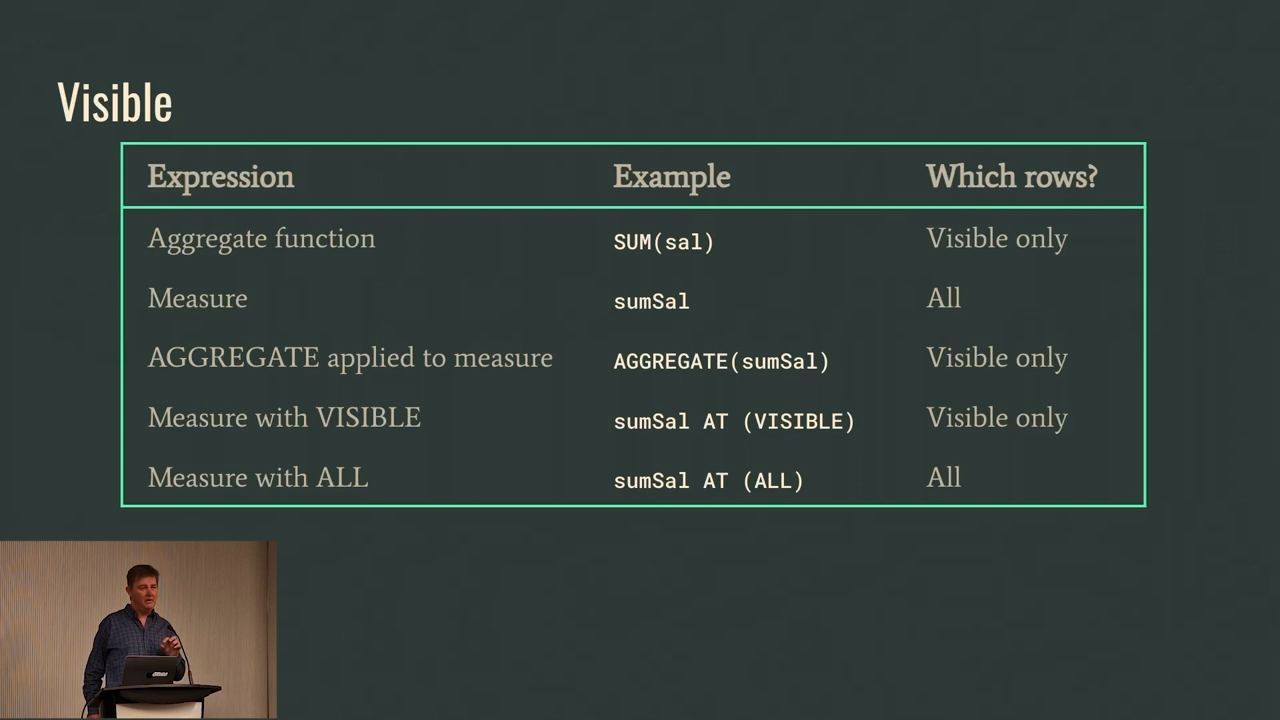 Visible
Expression Example Which rows?
Aggregate function SUM(sal) Visible only
Measure sumSal All
AGGREGATE applied to measure AGGREGATE(sumSal) Visible only
Measure with VISIBLE sumSal AT (VISIBLE) Visible only
Measure with ALL sumSal AT (ALL) All